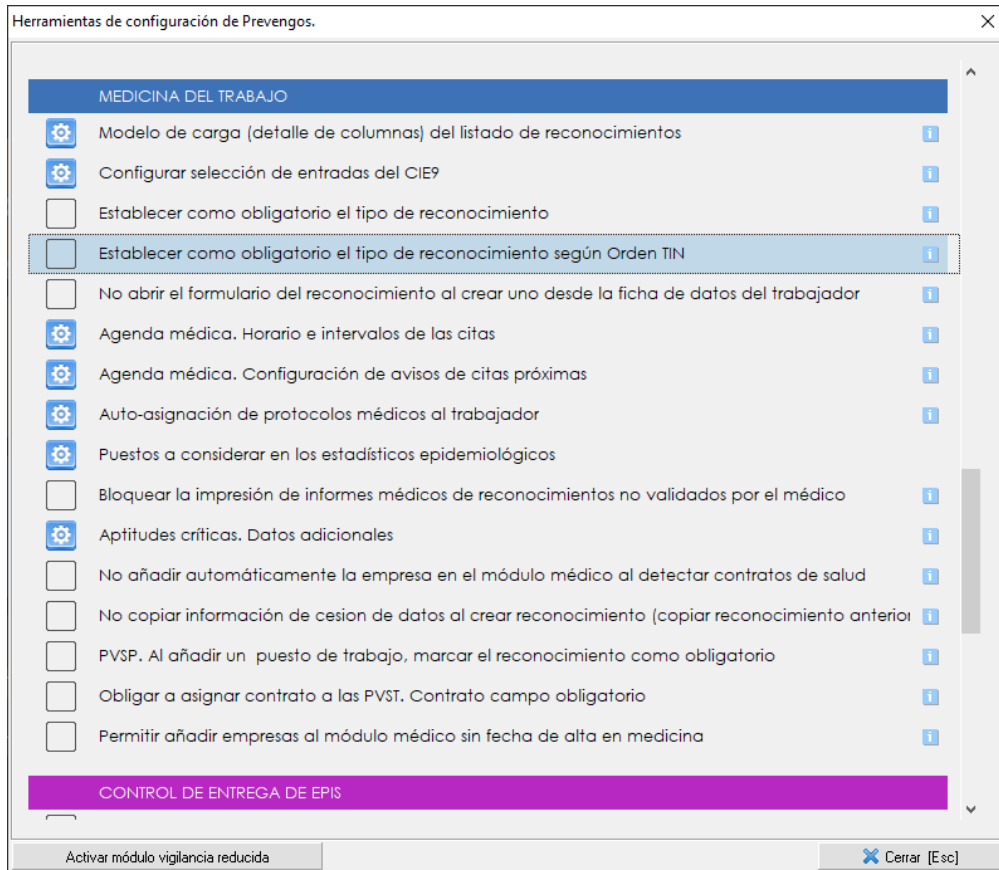 Herramientas de configuración de Prevengos.
MEDICINA DEL TRABAJO
Modelo de carga (detalle de columnas) del listado de reconocimientos
Configurar selección de entradas del CIE9
Establecer como obligatorio el tipo de reconocimiento
Establecer como obligatorio el tipo de reconocimiento según Orden TIN
No abrir el formulario del reconocimiento al crear uno desde la ficha de datos del trabajador
Agenda médica. Horario e intervalos de las citas
Agenda médica. Configuración de avisos de citas próximas
Auto-asignación de protocolos médicos al trabajador
Puestos a considerar en los estadísticos epidemiológicos
Bloquear la impresión de informes médicos de reconocimientos no validados por el médico
Aptitudes críticas. Datos adicionales
No añadir automáticamente la empresa en el módulo médico al detectar contratos de salud
No copiar información de cesion de datos al crear reconocimiento (copiar reconocimiento anterior
PVSP. Al añadir un puesto de trabajo, marcar el reconocimiento como obligatorio
Obligar a asignar contrato a las PVST. Contrato campo obligatorio
Permitir añadir empresas al módulo médico sin fecha de alta en medicina
CONTROL DE ENTREGA DE EPIS
Activar módulo vigilancia reducida
Cerrar [Esc]